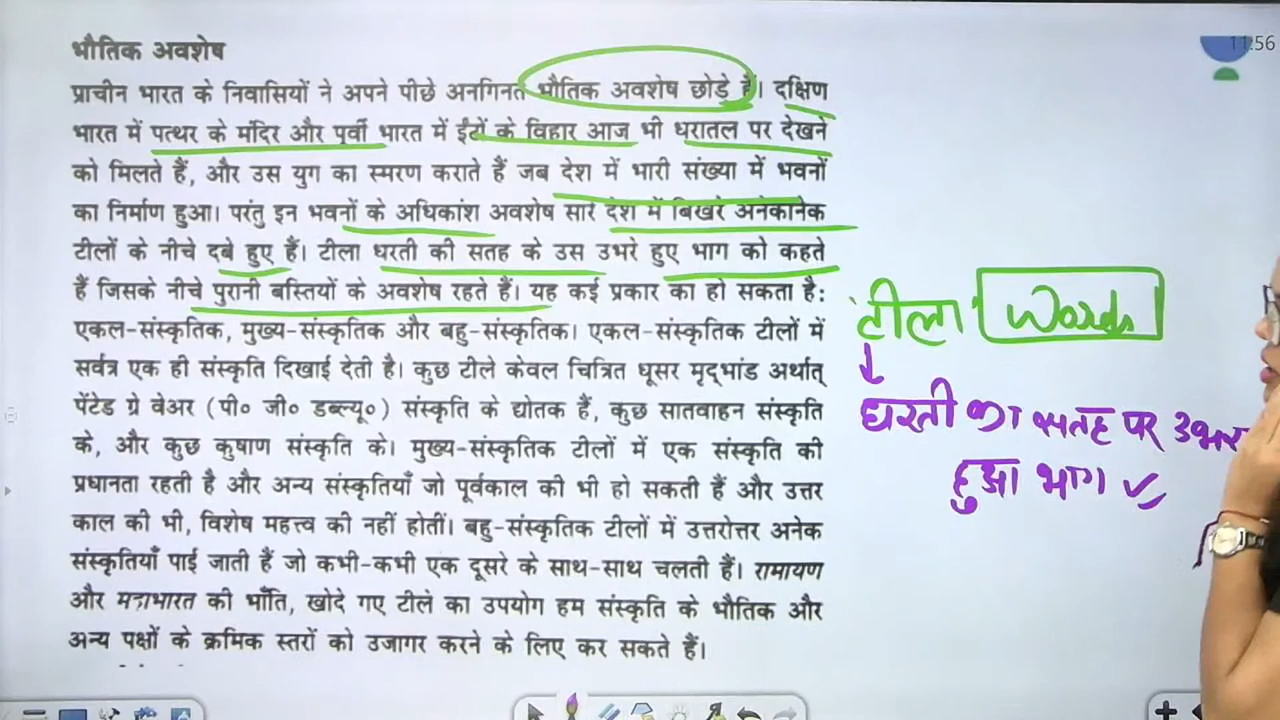 11:56
भौतिक अवशेष
प्राचीन भारत के निवासियों ने अपने पीछे अनगिनत भौतिक अवशेष छोड़े हैं। दक्षिण
भारत में पत्थर के मंदिर और पूर्वी भारत में ईंटों के विहार आज भी धरातल पर देखने
को मिलते हैं, और उस युग का स्मरण कराते हैं जब देश में भारी संख्या में भवनों
का निर्माण हुआ। परंतु इन भवनों के अधिकांश अवशेष सारे देश में बिखरे अनेकानेक
टीलों के नीचे दबे हुए हैं। टीला धरती की सतह के उस उभरे हुए भाग को कहते
हैं जिसके नीचे पुरानी बस्तियों के अवशेष रहते हैं। यह कई प्रकार का हो सकता है:
एकल-संस्कृतिक, मुख्य-संस्कृतिक और बहु-संस्कृतिक। एकल-संस्कृतिक टीलों में
सर्वत्र एक ही संस्कृति दिखाई देती है। कुछ टीले केवल चित्रित धूसर मृद्भांड अर्थात्
पेंटेड ग्रे वेअर (पी० जी० डब्ल्यू०) संस्कृति के द्योतक हैं, कुछ सातवाहन संस्कृति
के, और कुछ कुषाण संस्कृति के। मुख्य-संस्कृतिक टीलों में एक संस्कृति की
प्रधानता रहती है और अन्य संस्कृतियाँ जो पूर्वकाल की भी हो सकती हैं और उत्तर
काल की भी, विशेष महत्त्व की नहीं होतीं। बहु-संस्कृतिक टीलों में उत्तरोत्तर अनेक
संस्कृतियाँ पाई जाती हैं जो कभी-कभी एक दूसरे के साथ-साथ चलती हैं। रामायण
और महाभारत की भाँति, खोदे गए टीले का उपयोग हम संस्कृति के भौतिक और
अन्य पक्षों के क्रमिक स्तरों को उजागर करने के लिए कर सकते हैं।
टीला
धरती का सतह पर
हुआ भाग